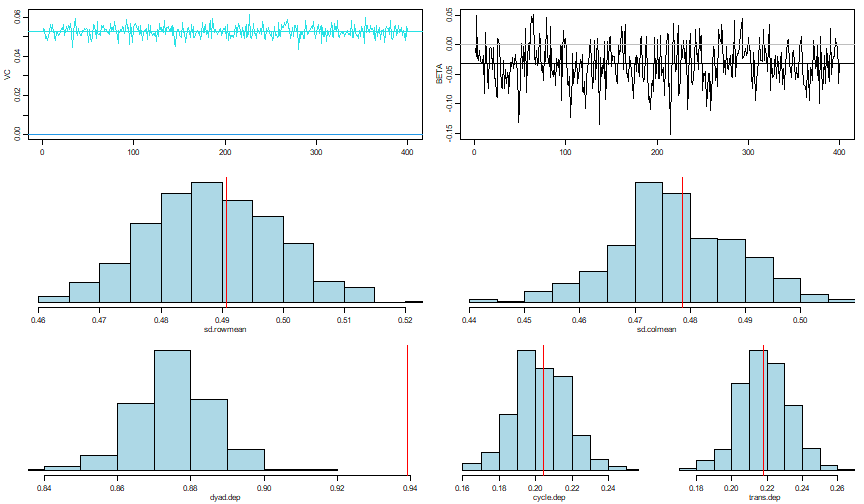 VC
0.00 0.02 0.04 0.06
0 100 200 300 400
BETA
-0.15 -0.10 -0.05 0.00 0.05
0 100 200 300 400
0.46 0.47 0.48 0.49 0.50 0.51 0.52
sd.rowmean
0.44 0.45 0.46 0.47 0.48 0.49 0.50
sd.colmean
0.84 0.86 0.88 0.90 0.92 0.94
dyad.dep
0.16 0.18 0.20 0.22 0.24
cycle.dep
0.18 0.20 0.22 0.24 0.26
trans.dep